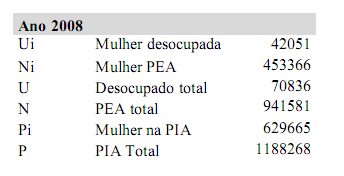 Ano 2008
Ui Mulher desocupada 42051
Ni Mulher PEA 453366
U Desocupado total 70836
N PEA total 941581
Pi Mulher na PIA 629665
P PIA Total 1188268